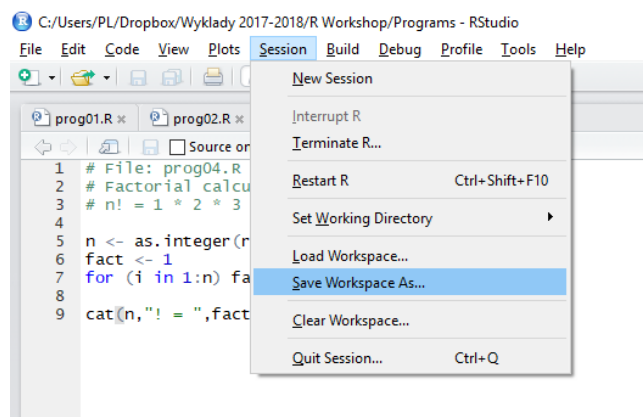 C:/Users/PL/Dropbox/Wyklady 2017-2018/R Workshop/Programs - RStudio
File Edit Code View Plots Session Build Debug Profile Tools Help
New Session
Interrupt R
Terminate R...
Restart R Ctrl+Shift+F10
Set Working Directory
Load Workspace...
Save Workspace As...
Clear Workspace...
Quit Session... Ctrl+Q
prog01.R prog02.R
Source on
1 # File: prog04.R
2 # Factorial calcu
3 # n! = 1 * 2 * 3
4
5 n <- as.integer(r
6 fact <- 1
7 for (i in 1:n) fa
8
9 cat(n,"! = ",fact